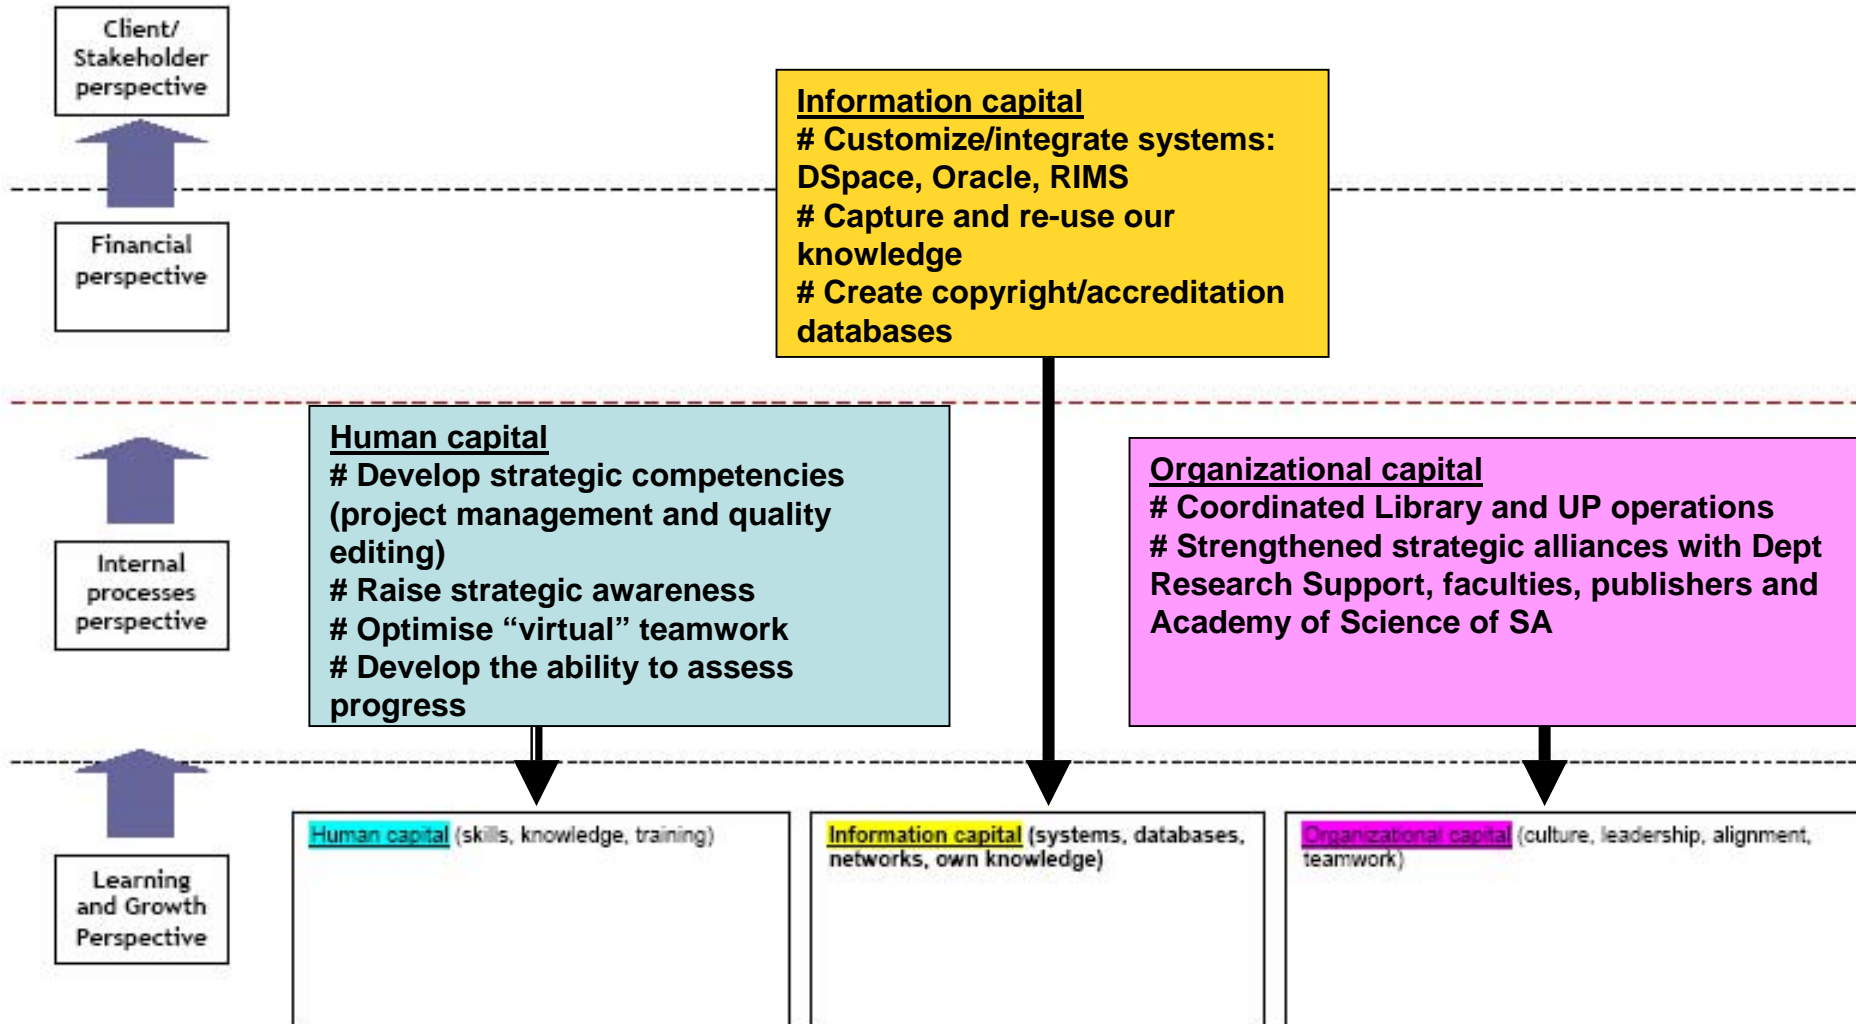 Client/
Stakeholder
perspective
Financial
perspective
Internal
processes
perspective
Learning
and Growth
Perspective
Information capital
# Customize/integrate systems:
DSpace, Oracle, RIMS
# Capture and re-use our
knowledge
# Create copyright/accreditation
databases
Human capital
# Develop strategic competencies
(project management and quality
editing)
# Raise strategic awareness
# Optimise “virtual” teamwork
# Develop the ability to assess
progress
Organizational capital
# Coordinated Library and UP operations
# Strengthened strategic alliances with Dept
Research Support, faculties, publishers and
Academy of Science of SA
Human capital (skills, knowledge, training)
Information capital (systems, databases,
networks, own knowledge)
Organizational capital (culture, leadership, alignment,
teamwork)